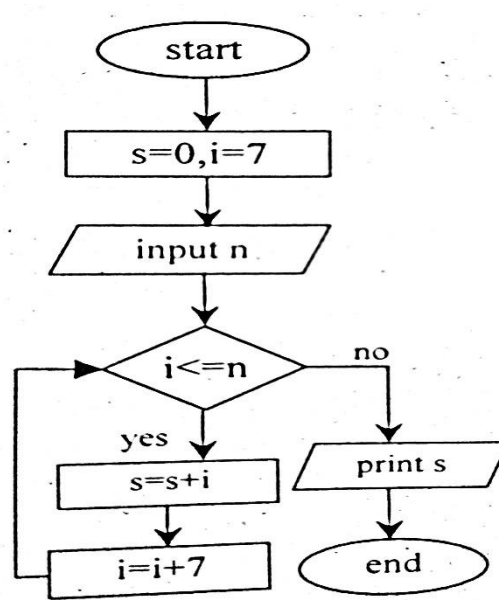 start
s=0,i=7
input n
i<=n
no
yes
s=s+i
print s
i=i+7
end